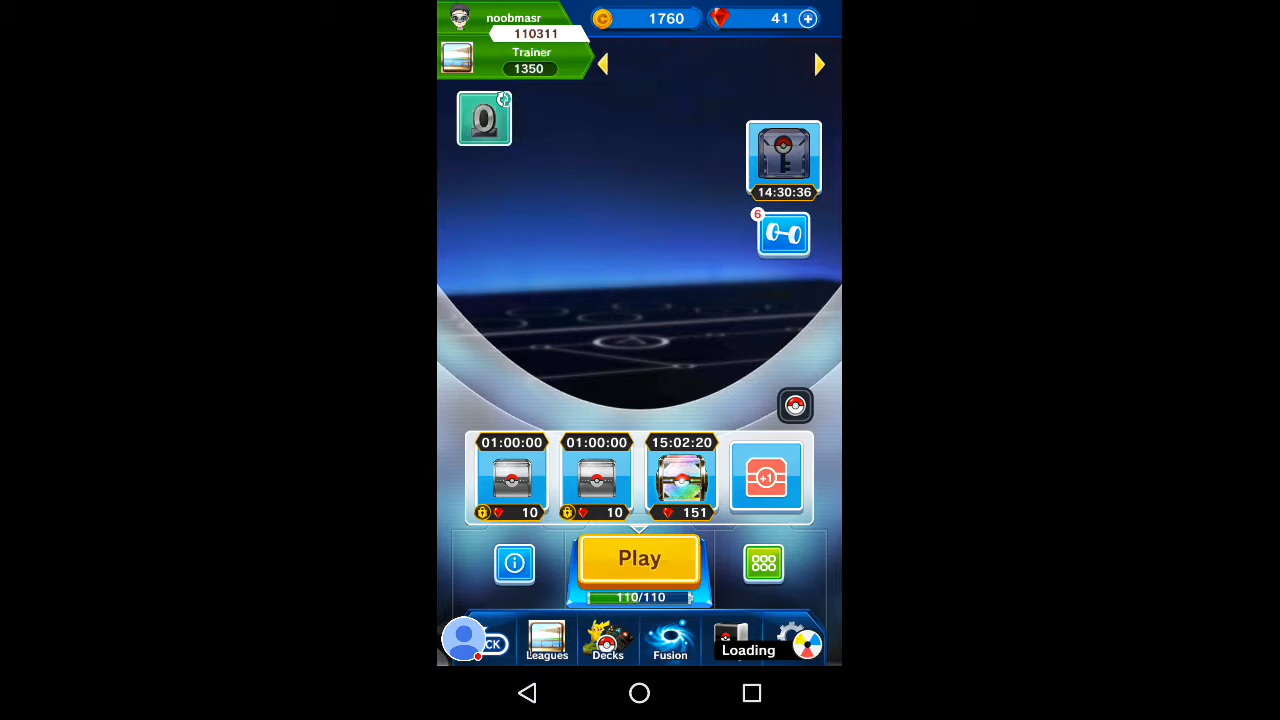 noobmasr
1760
41
110311
Trainer
1350
14:30:36
6
01:00:00
01:00:00
15:02:20
+1
10
10
151
Play
110/110
CK
Leagues
Decks
Fusion
Loading